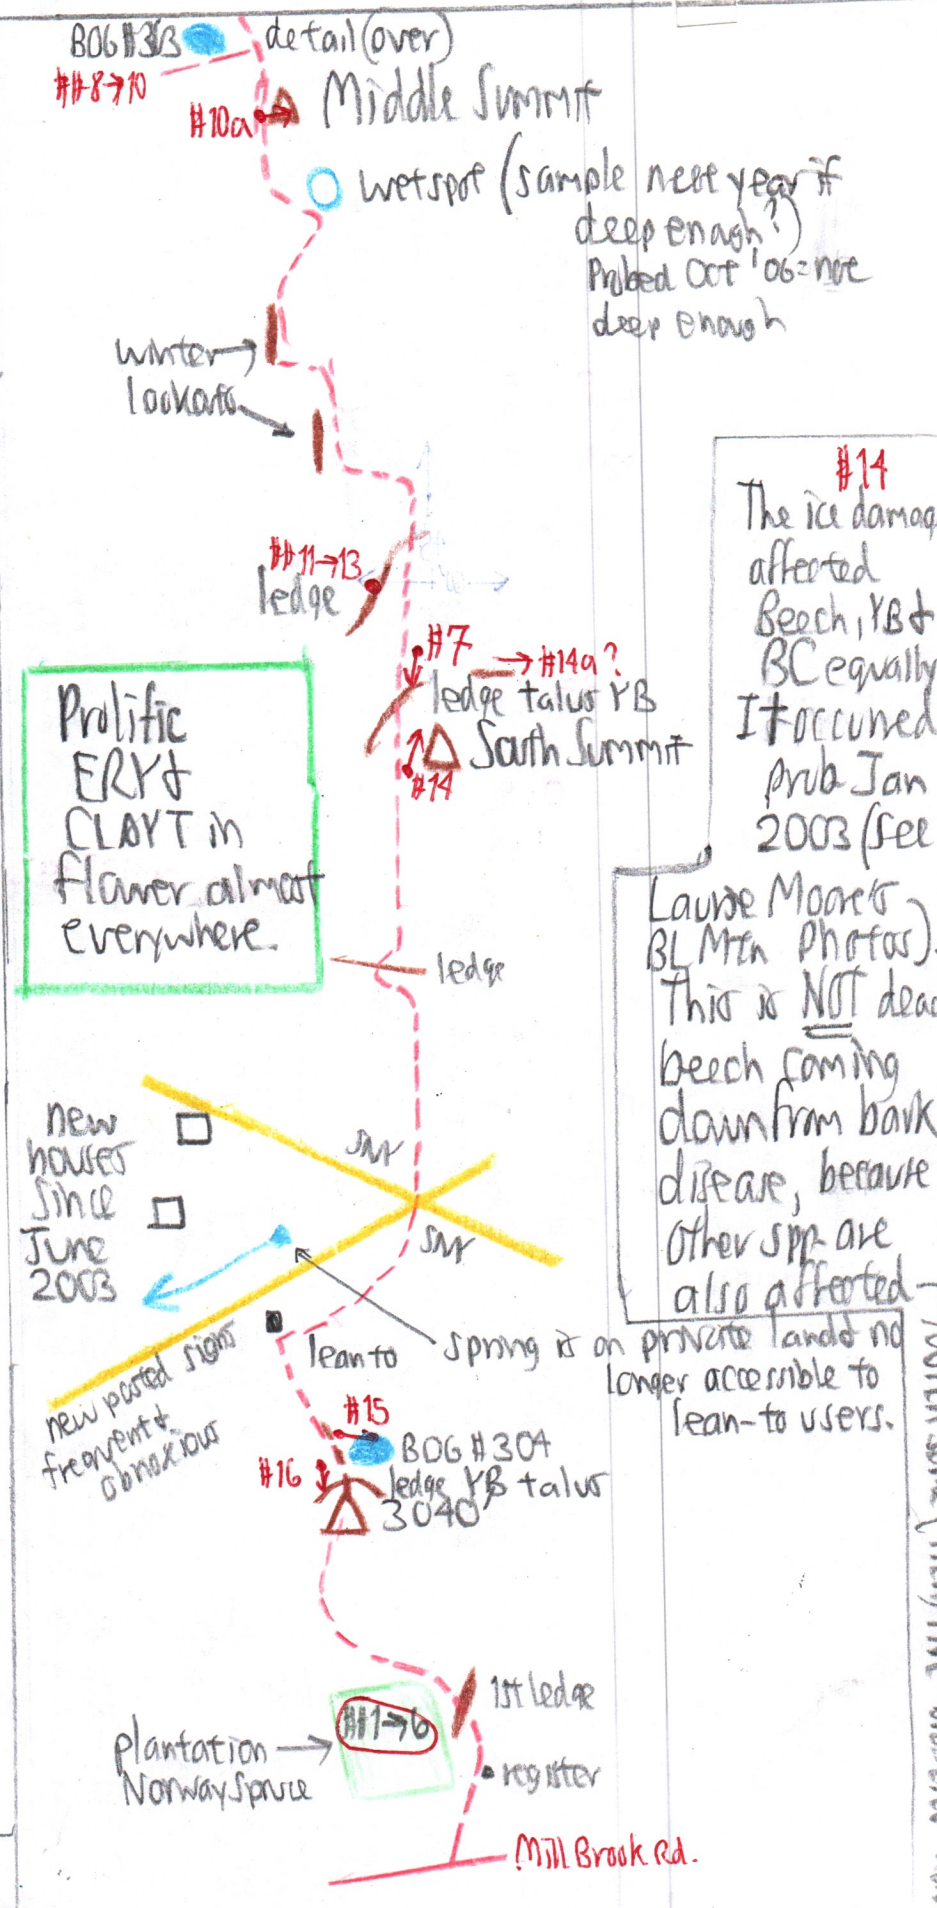 BOG #303 detail (over)
## 8→10
#10a Middle Summit
wetspot (sample next year if
deep enough?)
Probed Oct '06 = not
deep enough
winter
lookouts
##11→13
ledge
#7
→ #14a?
ledge talus YB
South Summit
#14
Prolific
ERY &
CLAYT in
flower almost
everywhere.
ledge
#14
The ice damag
affected
Beech, YB &
BC equally
It occurred
prob Jan
2003 (see
Laurie Moore's
BL Mtn Photos).
This is NOT dead
beech coming
down from bark
disease, because
other spp. are
also affected -
new
houses
since
June
2003
SMY
SMY
new posted signs
frequent &
obnoxious
lean to
spring is on private land & no
longer accessible to
lean-to users.
#15
BOG #304
#16
ledge YB talus
3040'
1st ledge
##1→6
plantation
Norway Spruce
register
Mill Brook Rd.